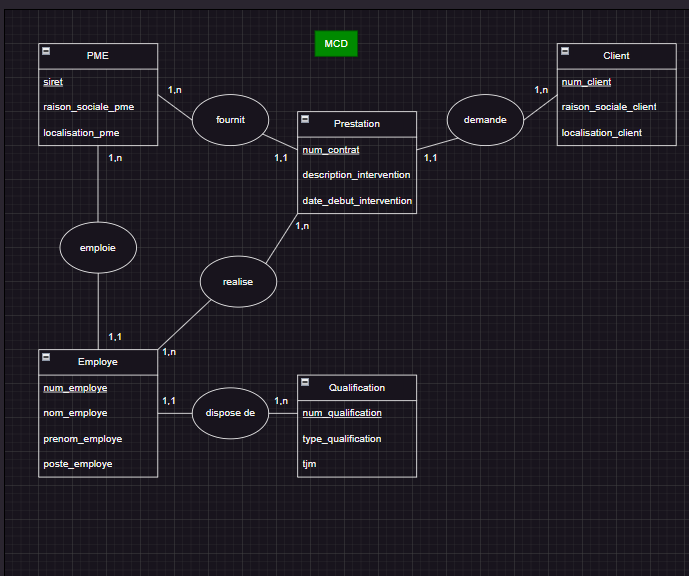 MCD
PME
siret
raison_sociale_pme
localisation_pme
1,n
fournit
1,1
Prestation
num_contrat
description_intervention
date_debut_intervention
1,n
demande
1,1
Client
num_client
raison_sociale_client
localisation_client
1,n
emploie
1,1
1,n
realise
1,n
Employe
num_employe
nom_employe
prenom_employe
poste_employe
1,1
dispose de
1,n
Qualification
num_qualification
type_qualification
tjm